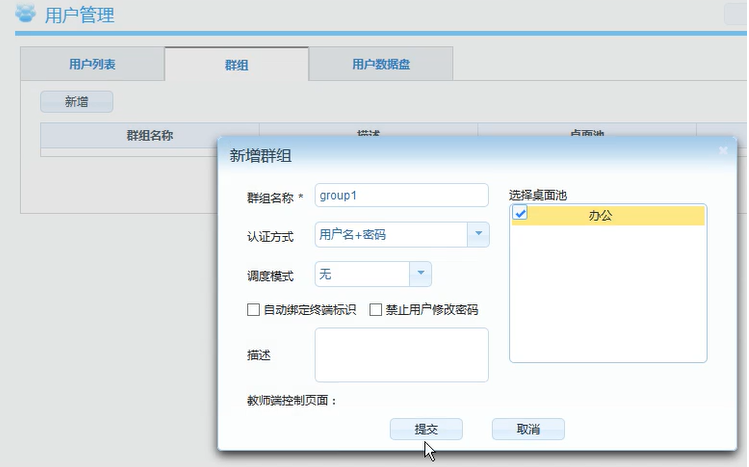 用户管理
用户列表
群组
用户数据盘
新增
群组名称
描述
桌面池
新增群组
群组名称 *
group1
选择桌面池
办公
认证方式
用户名+密码
调度模式
无
自动绑定终端标识
禁止用户修改密码
描述
教师端控制页面：
提交
取消